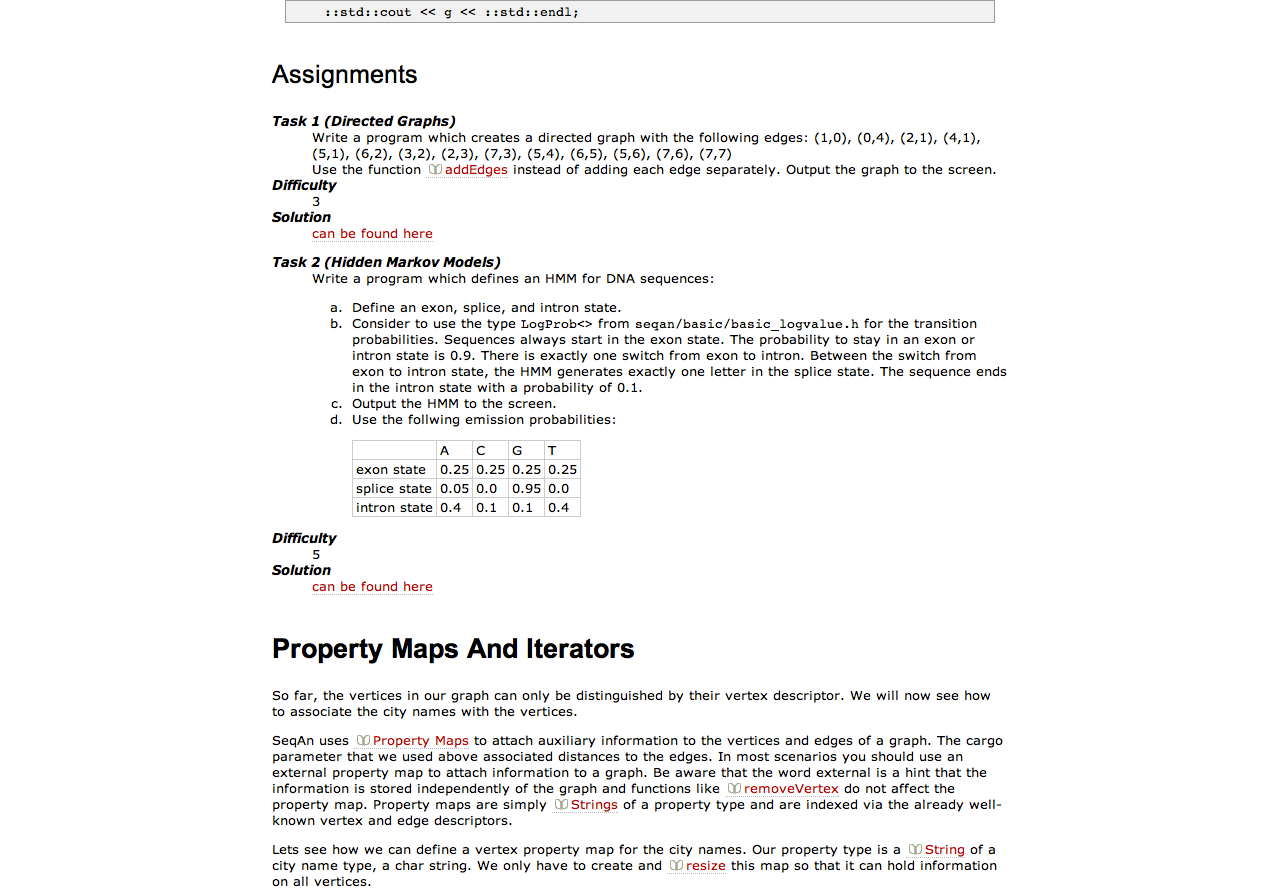 ::std::cout << g << ::std::endl;
Assignments
Task 1 (Directed Graphs)
Write a program which creates a directed graph with the following edges: (1,0), (0,4), (2,1), (4,1),
(5,1), (6,2), (3,2), (2,3), (7,3), (5,4), (6,5), (5,6), (7,6), (7,7)
Use the function addEdges instead of adding each edge separately. Output the graph to the screen.
Difficulty
3
Solution
can be found here
Task 2 (Hidden Markov Models)
Write a program which defines an HMM for DNA sequences:
a. Define an exon, splice, and intron state.
b. Consider to use the type LogProb<> from seqan/basic/basic_logvalue.h for the transition
probabilities. Sequences always start in the exon state. The probability to stay in an exon or
intron state is 0.9. There is exactly one switch from exon to intron. Between the switch from
exon to intron state, the HMM generates exactly one letter in the splice state. The sequence ends
in the intron state with a probability of 0.1.
c. Output the HMM to the screen.
d. Use the follwing emission probabilities:
A C G T
exon state 0.25 0.25 0.25 0.25
splice state 0.05 0.0 0.95 0.0
intron state 0.4 0.1 0.1 0.4
Difficulty
5
Solution
can be found here
Property Maps And Iterators
So far, the vertices in our graph can only be distinguished by their vertex descriptor. We will now see how
to associate the city names with the vertices.
SeqAn uses Property Maps to attach auxiliary information to the vertices and edges of a graph. The cargo
parameter that we used above associated distances to the edges. In most scenarios you should use an
external property map to attach information to a graph. Be aware that the word external is a hint that the
information is stored independently of the graph and functions like removeVertex do not affect the
property map. Property maps are simply Strings of a property type and are indexed via the already well-
known vertex and edge descriptors.
Lets see how we can define a vertex property map for the city names. Our property type is a String of a
city name type, a char string. We only have to create and resize this map so that it can hold information
on all vertices.